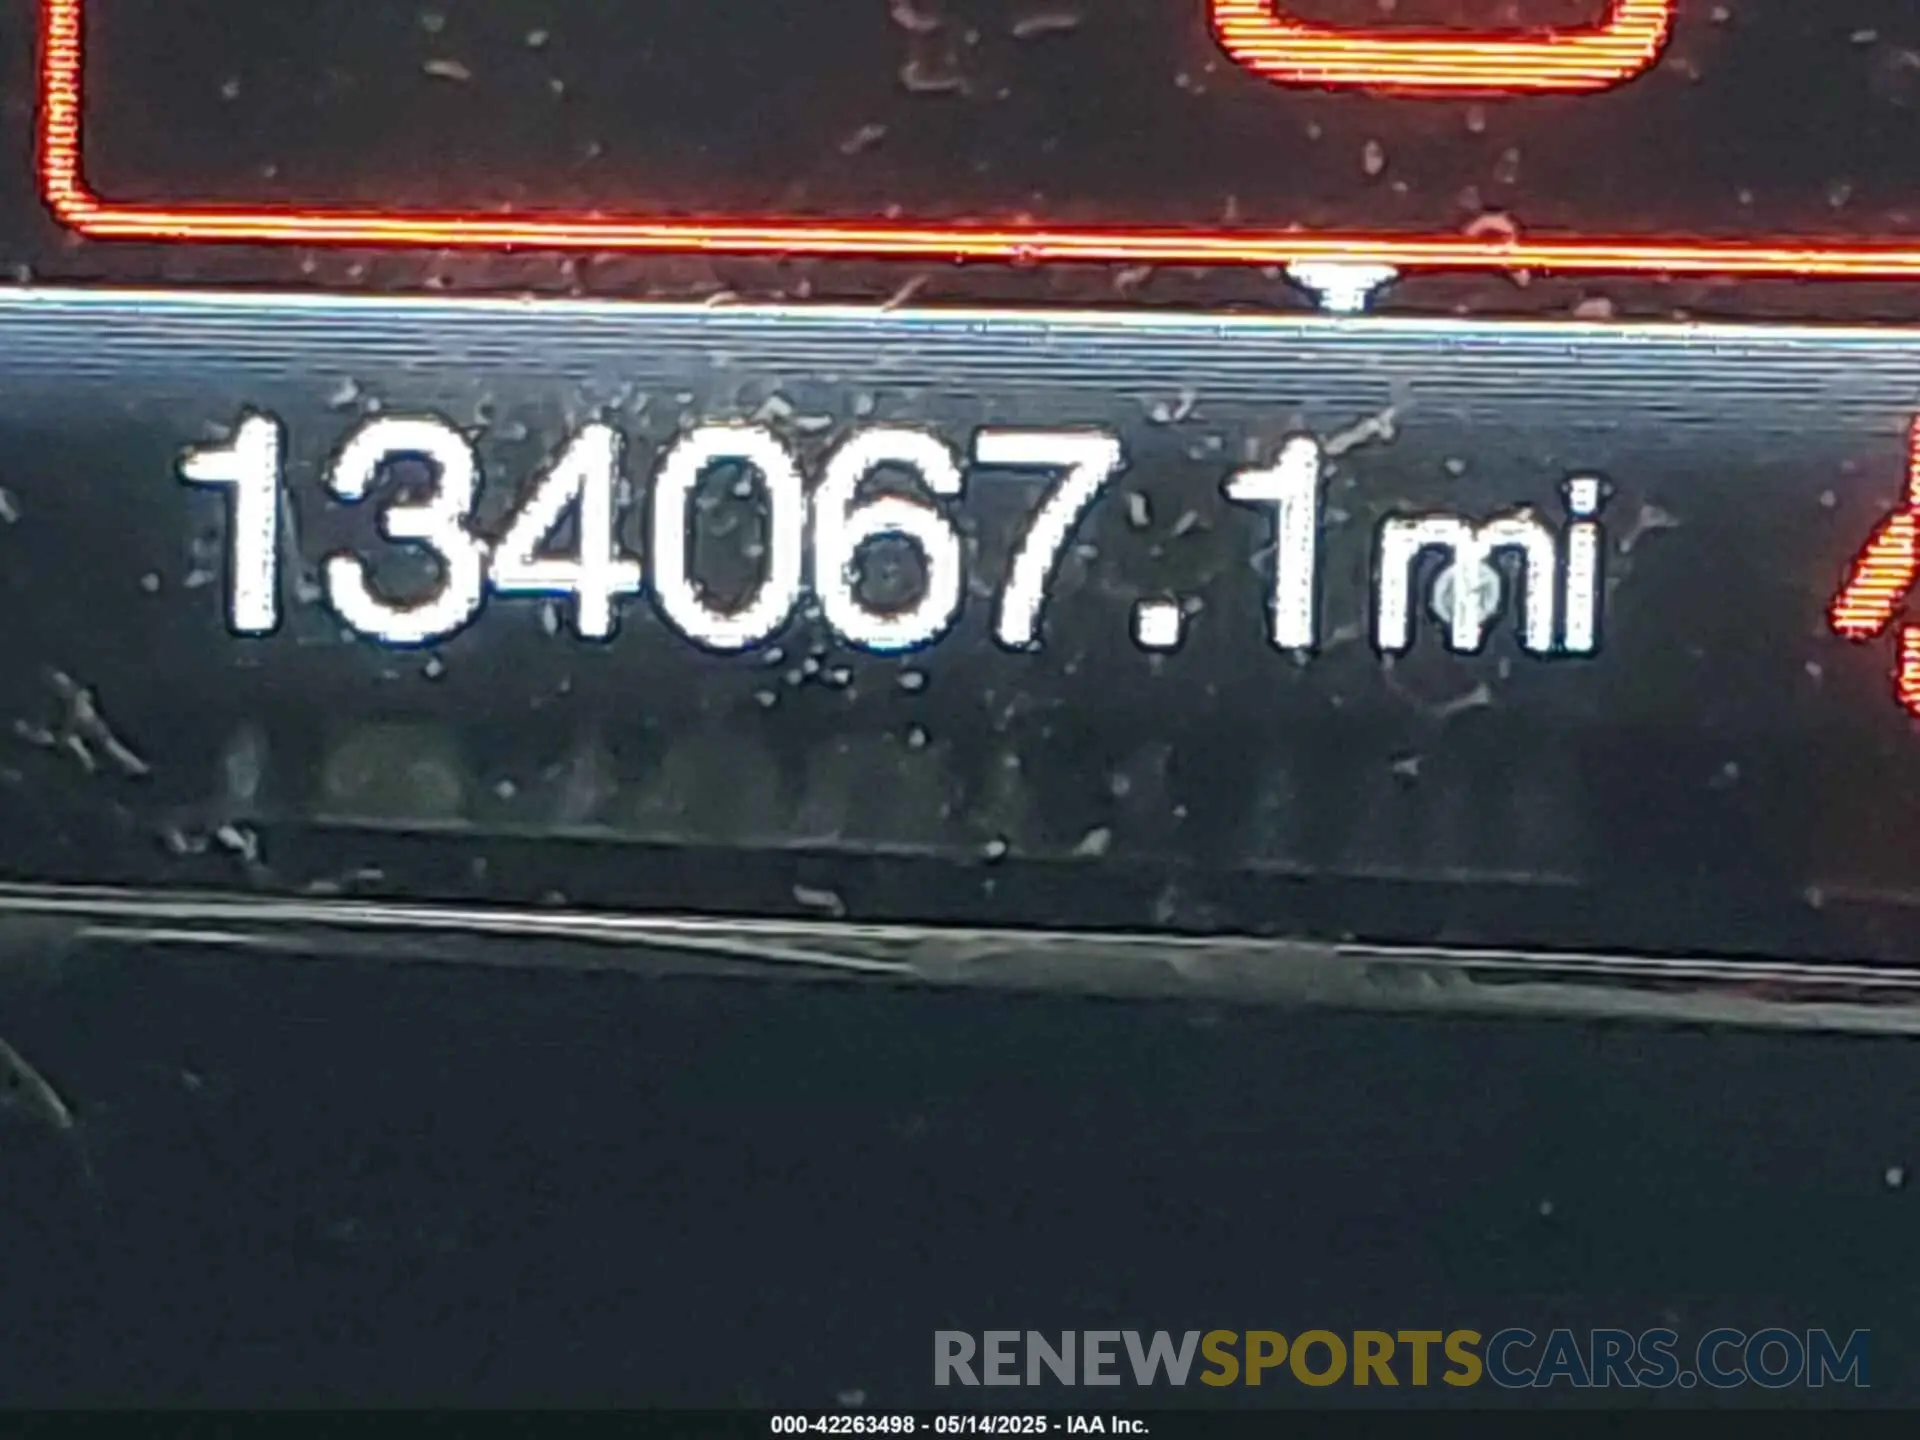 134067.1mi
RENEWSPORTSCARS.COM
000-42263498 - 05/14/2025 - IAA Inc.